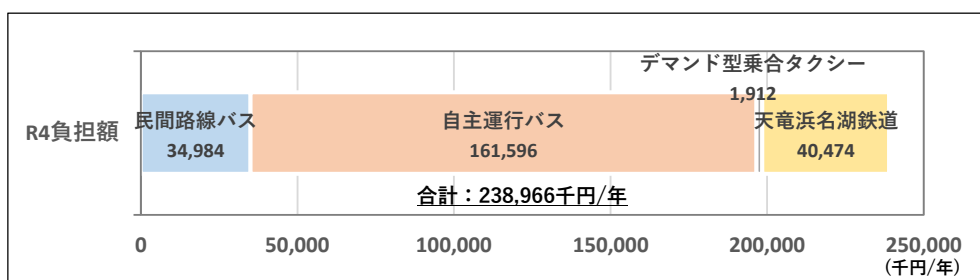 デマンド型乗合タクシー
1,912
民間路線バス
34,984
自主運行バス
161,596
天竜浜名湖鉄道
40,474
R4負担額
合計：238,966千円/年
0
50,000
100,000
150,000
200,000
250,000
(千円/年)